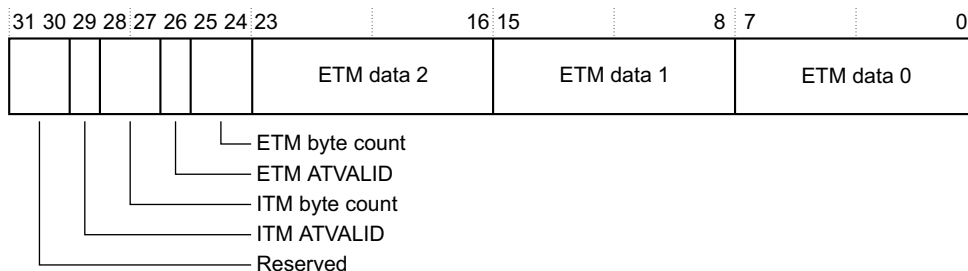 31 30 29 28 27 26 25 24 23 16 15 8 7 0
ETM data 2 ETM data 1 ETM data 0
ETM byte count
ETM ATVALID
ITM byte count
ITM ATVALID
Reserved